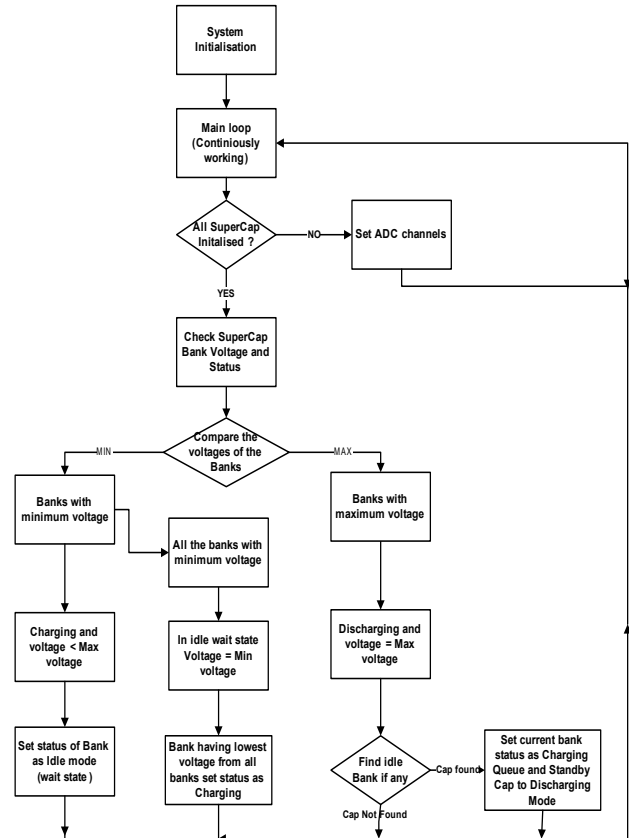 System
Initialisation
Main loop
(Continiously
working)
All SuperCap
Initalised ?
NO
Set ADC channels
YES
Check SuperCap
Bank Voltage and
Status
Compare the
voltages of the
Banks
MIN
MAX
Banks with
minimum voltage
All the banks with
minimum voltage
Banks with
maximum voltage
Charging and
voltage < Max
voltage
In idle wait state
Voltage = Min
voltage
Discharging and
voltage = Max
voltage
Set status of Bank
as Idle mode
(wait state )
Bank having lowest
voltage from all
banks set status as
Charging
Find idle
Bank if any
Cap found
Set current bank
status as Charging
Queue and Standby
Cap to Discharging
Mode
Cap Not Found